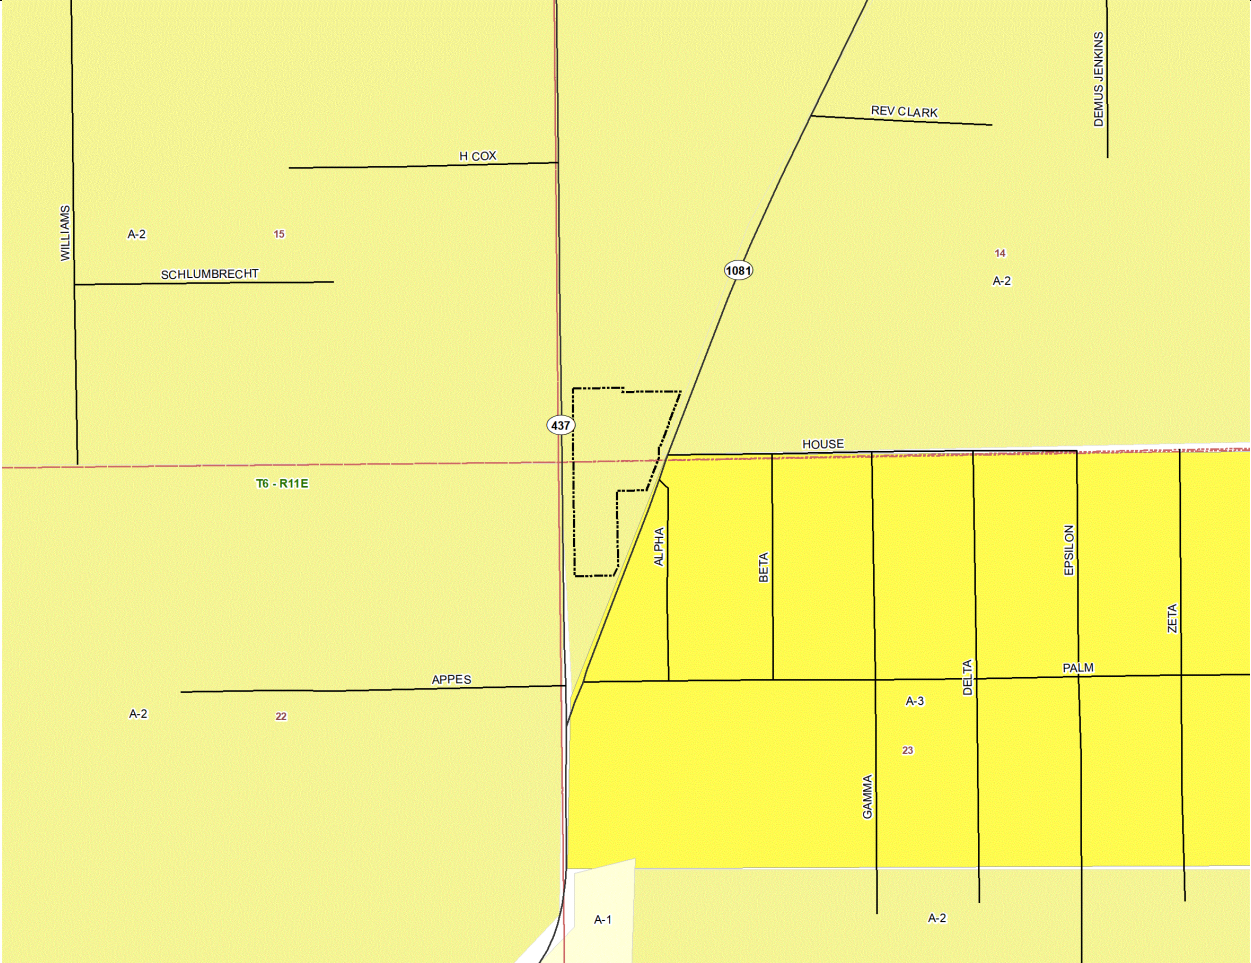 DEMUS JENKINS
REV CLARK
H COX
WILLIAMS
A-2
15
14
SCHLUMBRECHT
1081
A-2
437
HOUSE
T6 - R11E
ALPHA
BETA
EPSILON
ZETA
APPES
DELTA
PALM
A-2
22
A-3
23
GAMMA
A-1
A-2